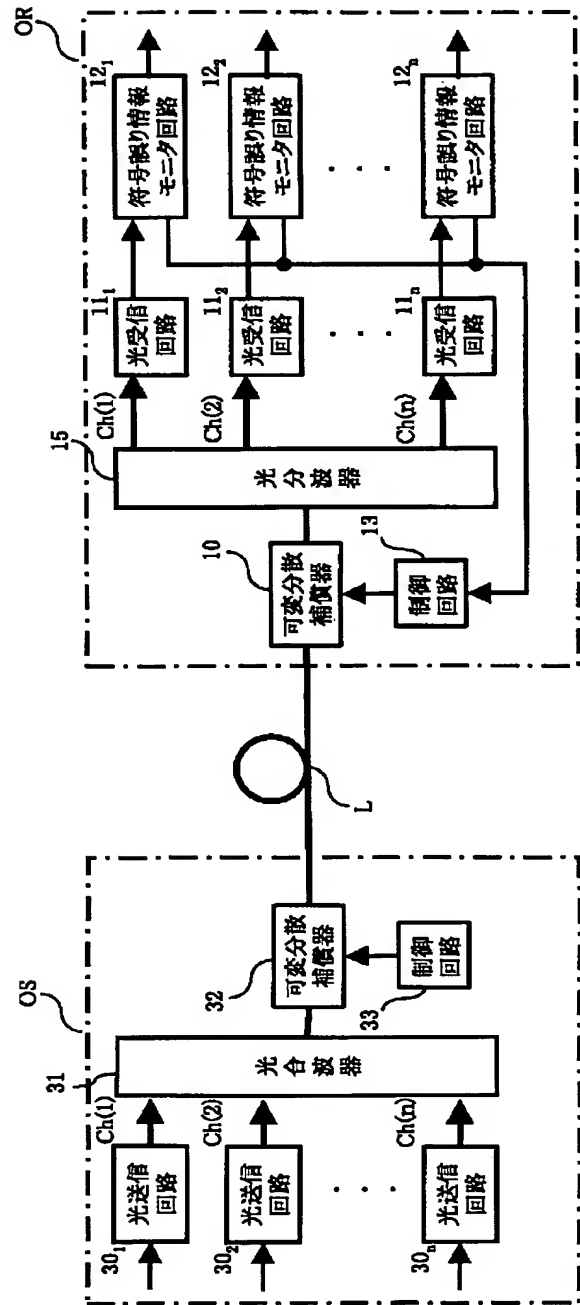 OS
31
30₁
光送信
回路
Ch(1)
30₂
光送信
回路
Ch(2)
. . .
30ₙ
光送信
回路
Ch(n)
光合波器
32
可変分散
補償器
33
制御
回路
L
OR
10
可変分散
補償器
13
制御
回路
15
光分波器
Ch(1)
11₁
光受信
回路
12₁
符号誤り情報
モニタ回路
Ch(2)
11₂
光受信
回路
12₂
符号誤り情報
モニタ回路
. . .
. . .
Ch(n)
11ₙ
光受信
回路
12ₙ
符号誤り情報
モニタ回路